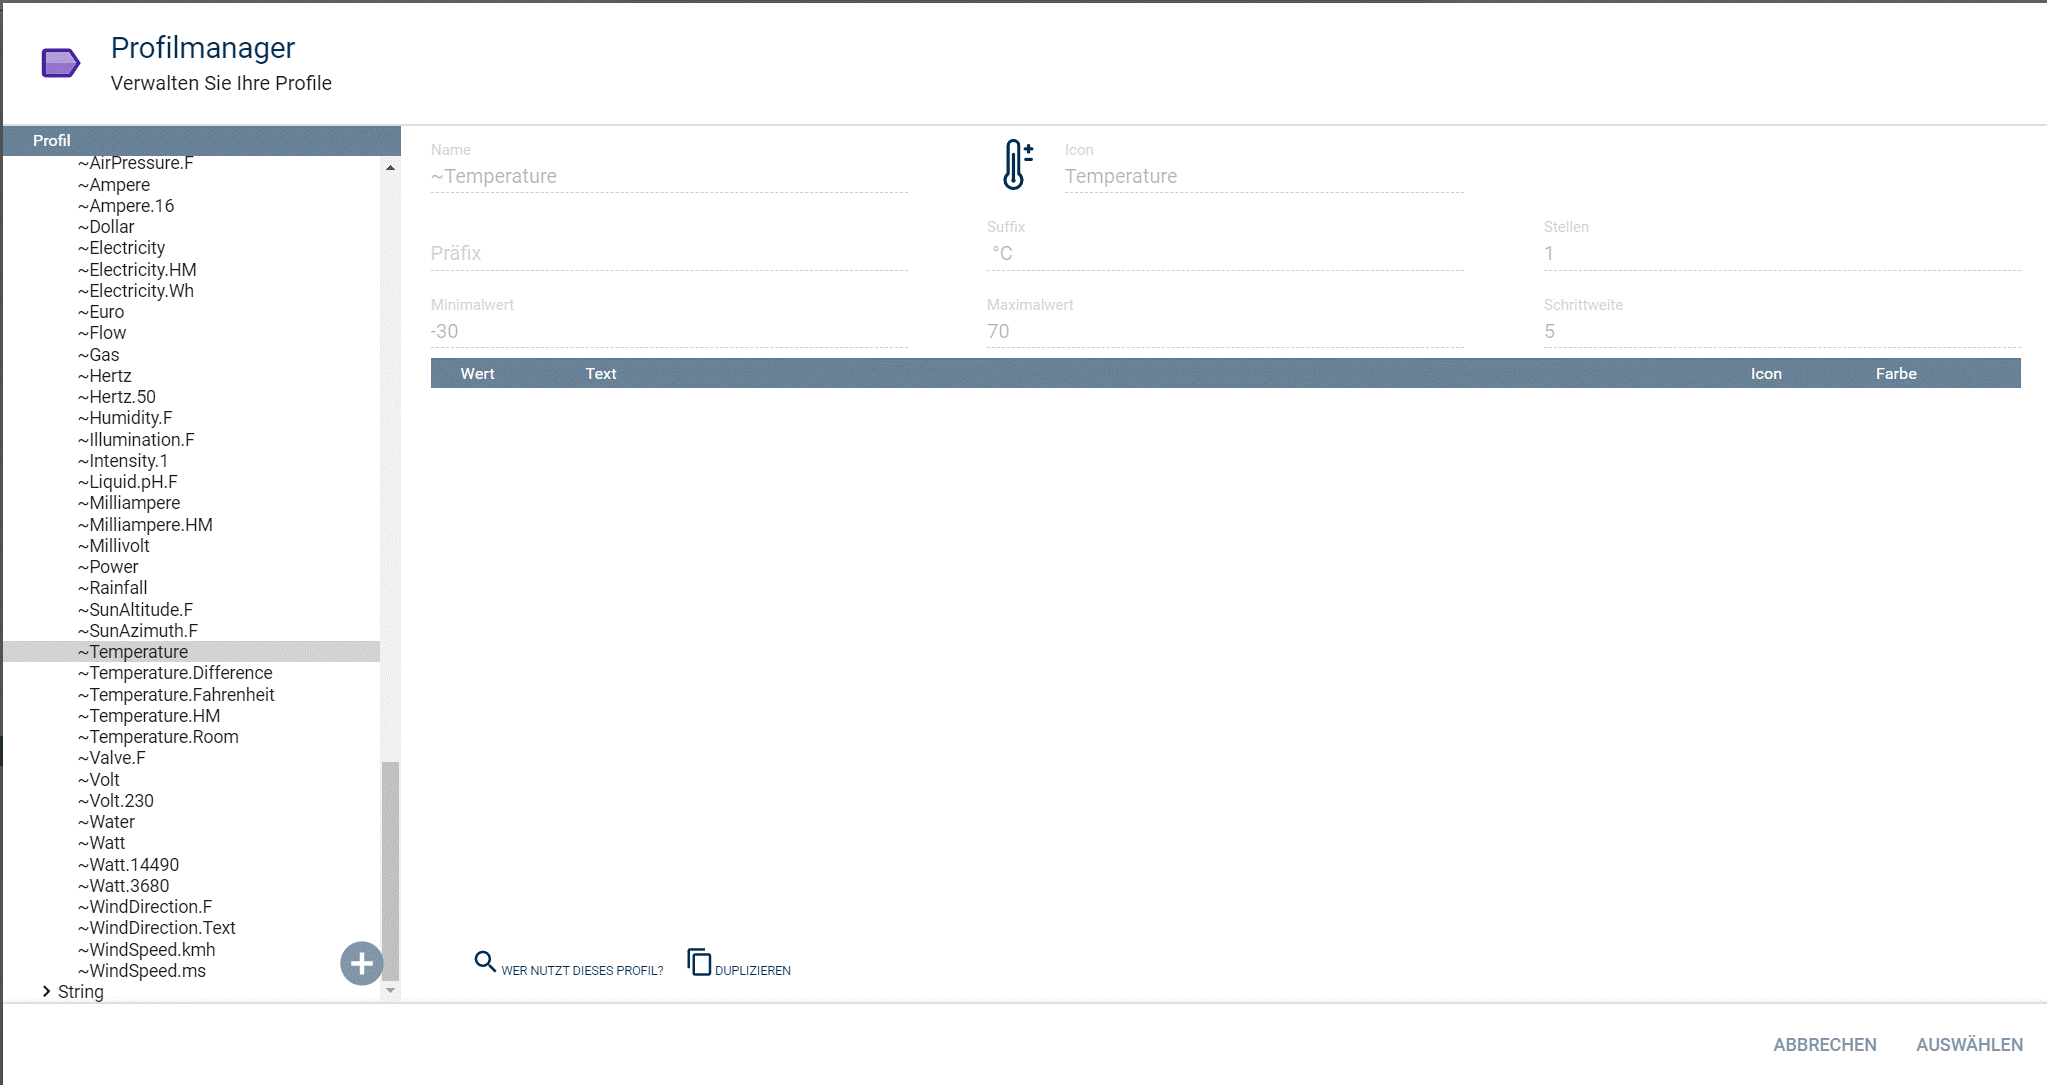 Profilmanager
Verwalten Sie Ihre Profile
Profil
~AirPressure.F
~Ampere
~Ampere.16
~Dollar
~Electricity
~Electricity.HM
~Electricity.Wh
~Euro
~Flow
~Gas
~Hertz
~Hertz.50
~Humidity.F
~Illumination.F
~Intensity.1
~Liquid.pH.F
~Milliampere
~Milliampere.HM
~Millivolt
~Power
~Rainfall
~SunAltitude.F
~SunAzimuth.F
~Temperature
~Temperature.Difference
~Temperature.Fahrenheit
~Temperature.HM
~Temperature.Room
~Valve.F
~Volt
~Volt.230
~Water
~Watt
~Watt.14490
~Watt.3680
~WindDirection.F
~WindDirection.Text
~WindSpeed.kmh
~WindSpeed.ms
String
Name
~Temperature
Icon
Temperature
Präfix
Suffix
°C
Stellen
1
Minimalwert
-30
Maximalwert
70
Schrittweite
5
Wert Text Icon Farbe
WER NUTZT DIESES PROFIL? DUPLIZIEREN
ABBRECHEN AUSWÄHLEN